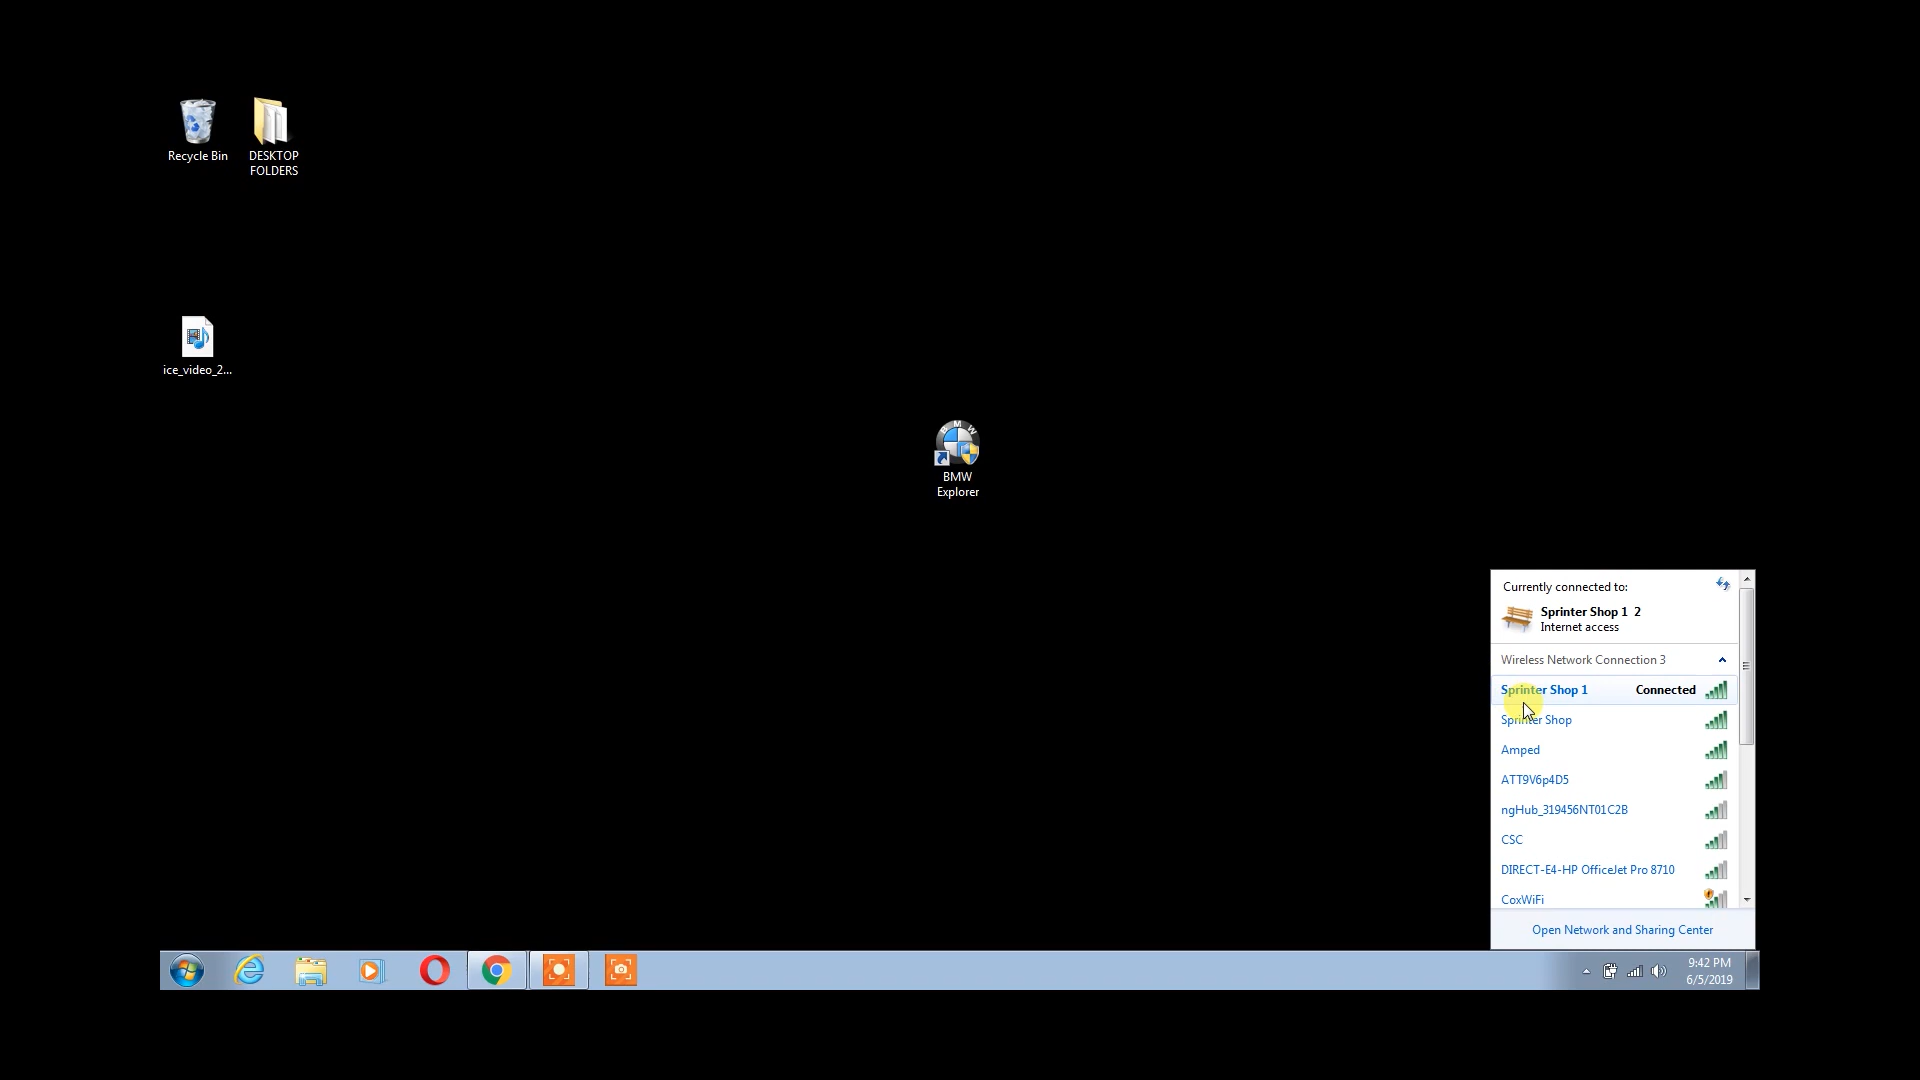 Recycle Bin
DESKTOP
FOLDERS
ice_video_2...
BMW
BMW
Explorer
Currently connected to:
Sprinter Shop 1 2
Internet access
Wireless Network Connection 3
Sprinter Shop 1 Connected
Sprinter Shop
Amped
ATT9V6p4D5
ngHub_319456NT01C2B
CSC
DIRECT-E4-HP OfficeJet Pro 8710
CoxWiFi
Open Network and Sharing Center
9:42 PM
6/5/2019